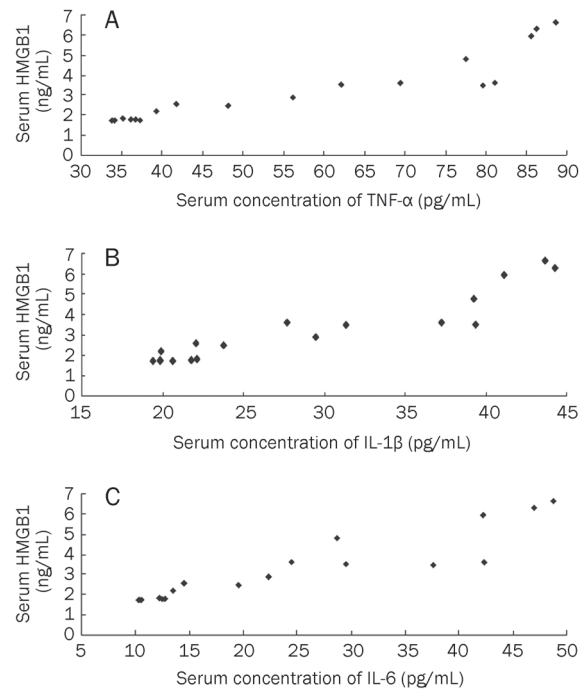 A
Serum HMGB1
(ng/mL)
7
6
5
4
3
2
1
0
30 35 40 45 50 55 60 65 70 75 80 85 90
Serum concentration of TNF-α (pg/mL)
B
Serum HMGB1
(ng/mL)
7
6
5
4
3
2
1
0
15 20 25 30 35 40 45
Serum concentration of IL-1β (pg/mL)
C
Serum HMGB1
(ng/mL)
7
6
5
4
3
2
1
0
5 10 15 20 25 30 35 40 45 50
Serum concentration of IL-6 (pg/mL)